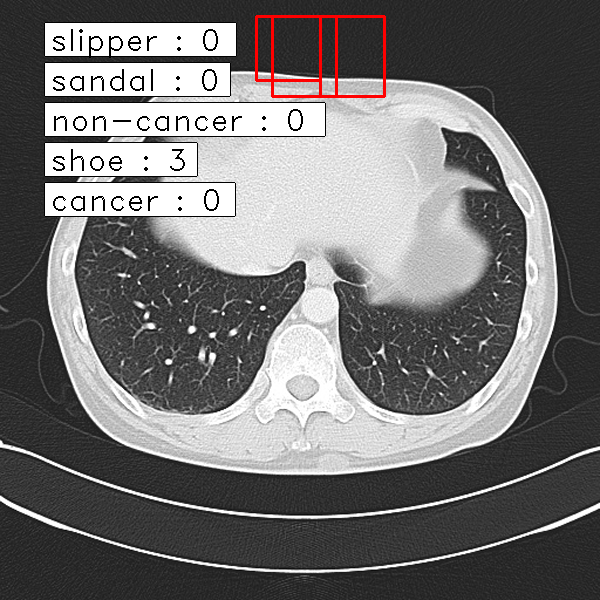 slipper : 0
sandal : 0
non-cancer : 0
shoe : 3
cancer : 0